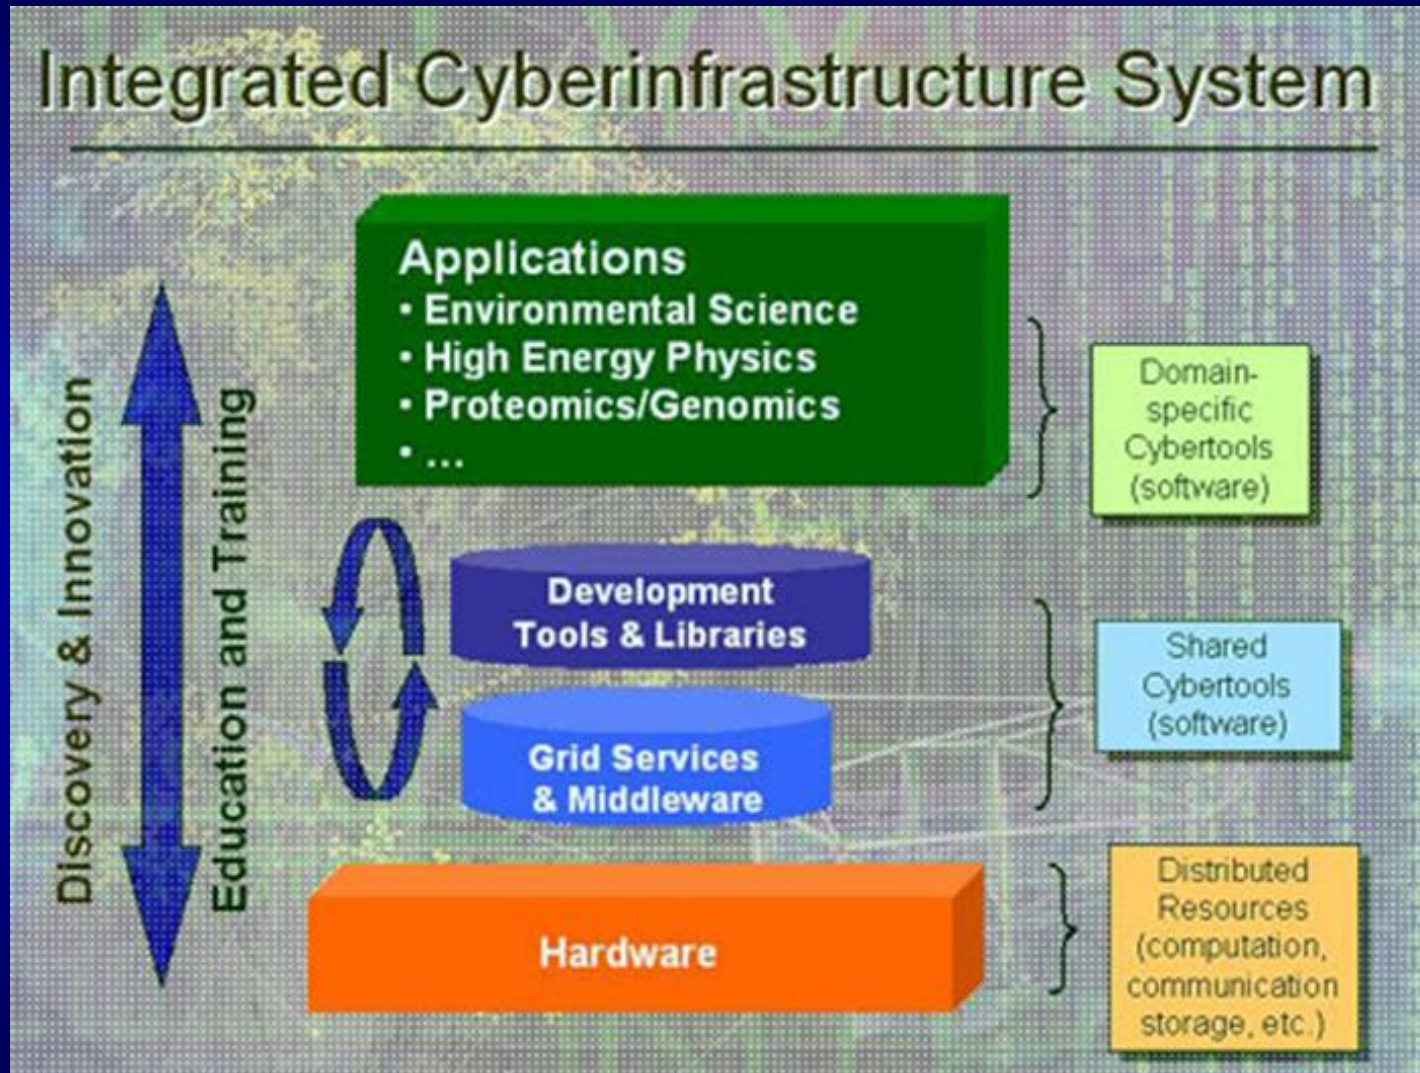 Integrated Cyberinfrastructure System
Discovery & Innovation
Education and Training
Applications
• Environmental Science
• High Energy Physics
• Proteomics/Genomics
• ...
Domain-
specific
Cybertools
(software)
Development
Tools & Libraries
Grid Services
& Middleware
Shared
Cybertools
(software)
Hardware
Distributed
Resources
(computation,
communication
storage, etc.)